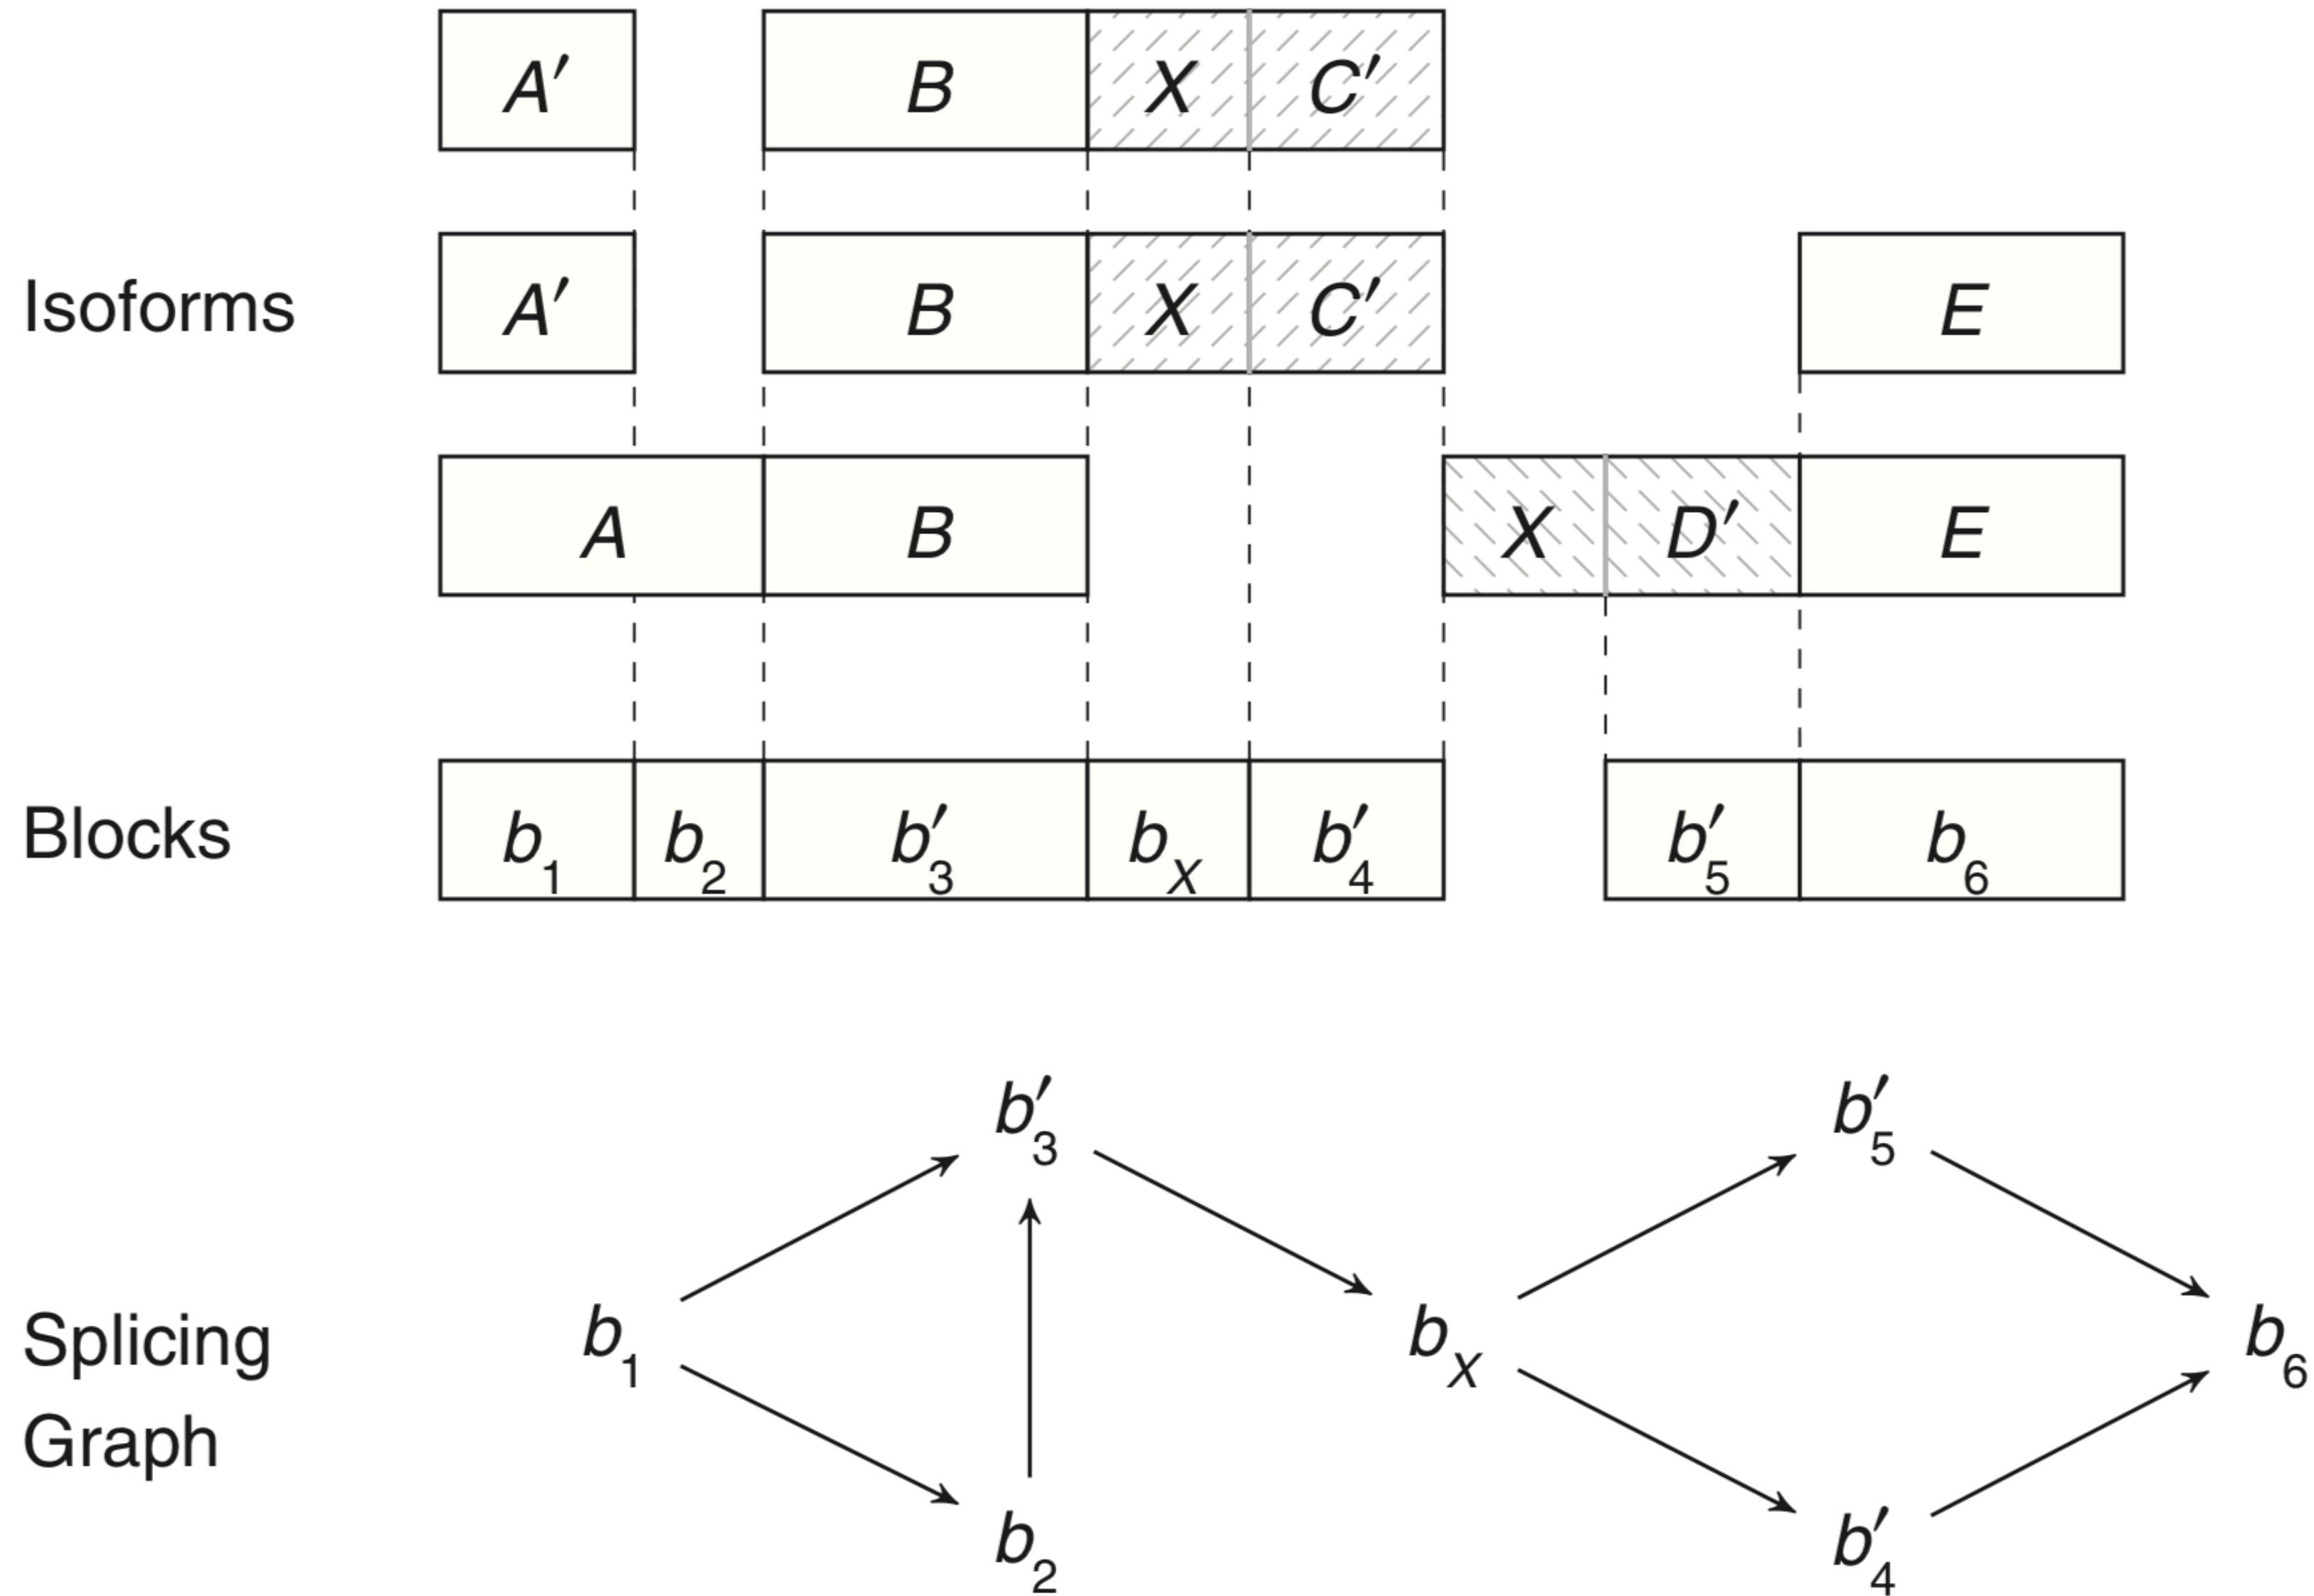 A′ B X C′
Isoforms A′ B X C′ E
A B X D′ E
Blocks b1 b2 b′3 bX b′4 b′5 b6
b′3 b′5
Splicing b1 bX b6
Graph
b2 b′4